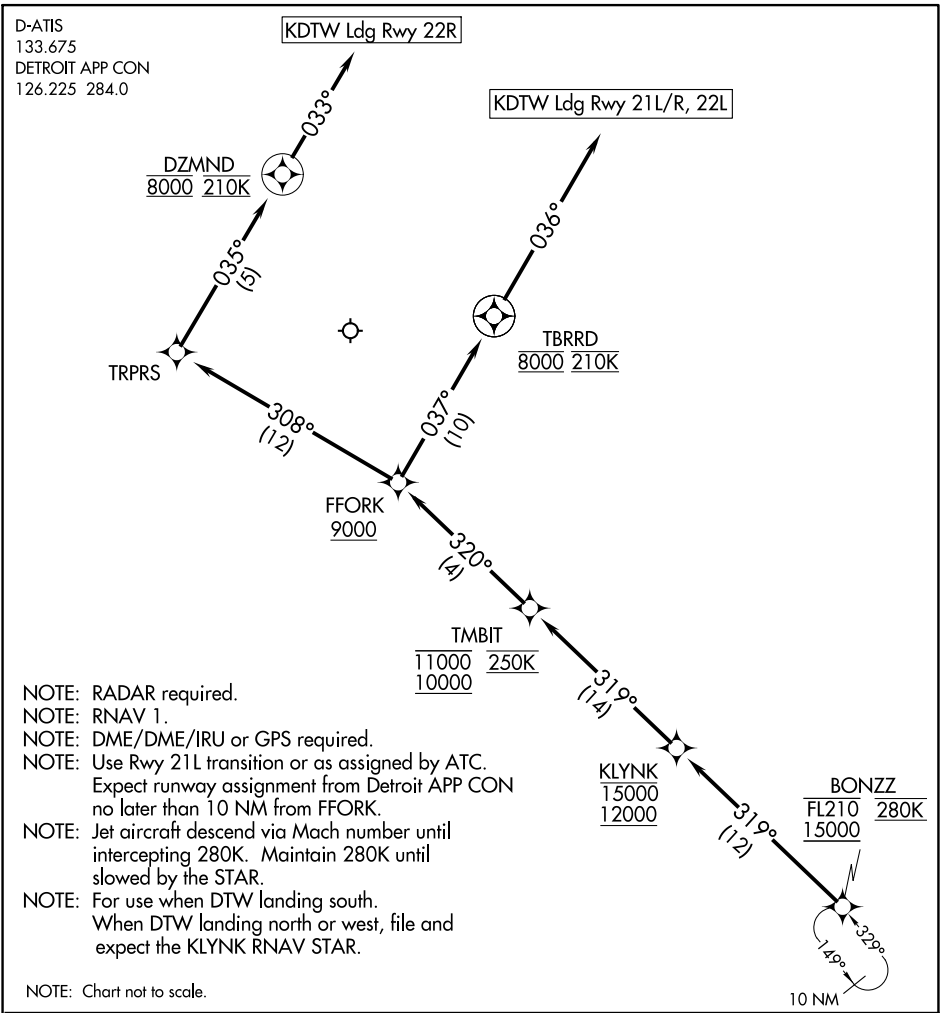 D-ATIS
133.675
DETROIT APP CON
126.225 284.0
KDTW Ldg Rwy 22R
KDTW Ldg Rwy 21L/R, 22L
033°
DZMND
8000 210K
035°
(5)
036°
TRPRS
TBRRD
8000 210K
308°
(12)
037°
(10)
FFORK
9000
320°
(4)
TMBIT
11000 250K
10000
319°
(14)
KLYNK
15000
12000
319°
(12)
BONZZ
FL210 280K
15000
329°
149°
10 NM
NOTE: RADAR required.
NOTE: RNAV 1.
NOTE: DME/DME/IRU or GPS required.
NOTE: Use Rwy 21L transition or as assigned by ATC.
Expect runway assignment from Detroit APP CON
no later than 10 NM from FFORK.
NOTE: Jet aircraft descend via Mach number until
intercepting 280K. Maintain 280K until
slowed by the STAR.
NOTE: For use when DTW landing south.
When DTW landing north or west, file and
expect the KLYNK RNAV STAR.
NOTE: Chart not to scale.